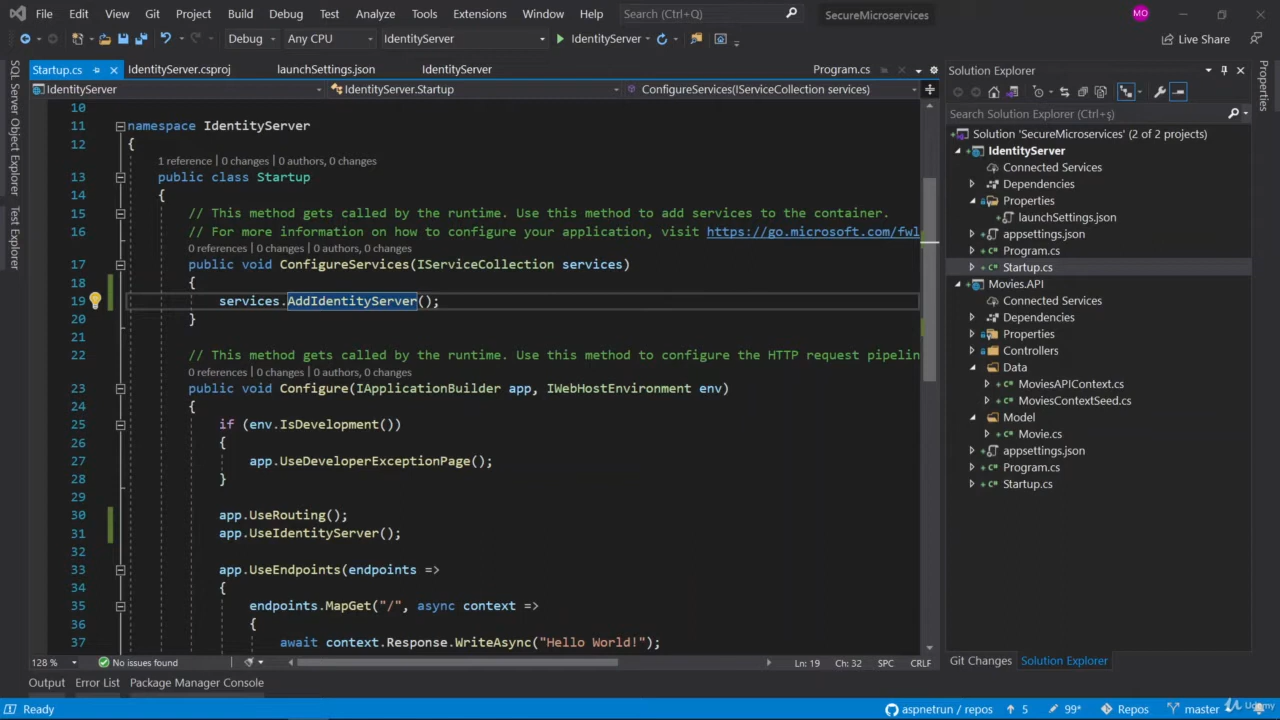 File Edit View Git Project Build Debug Test Analyze Tools Extensions Window Help Search (Ctrl+Q) SecureMicroservices MO
Debug Any CPU IdentityServer IdentityServer Live Share
SQL Server Object Explorer
Test Explorer
Startup.cs IdentityServer.csproj launchSettings.json IdentityServer Program.cs
IdentityServer IdentityServer.Startup ConfigureServices(IServiceCollection services)
10
11 namespace IdentityServer
12 {
1 reference | 0 changes | 0 authors, 0 changes
13 public class Startup
14 {
15 // This method gets called by the runtime. Use this method to add services to the container.
16 // For more information on how to configure your application, visit https://go.microsoft.com/fwl
0 references | 0 changes | 0 authors, 0 changes
17 public void ConfigureServices(IServiceCollection services)
18 {
19 services.AddIdentityServer();
20 }
21
22 // This method gets called by the runtime. Use this method to configure the HTTP request pipelin
0 references | 0 changes | 0 authors, 0 changes
23 public void Configure(IApplicationBuilder app, IWebHostEnvironment env)
24 {
25 if (env.IsDevelopment())
26 {
27 app.UseDeveloperExceptionPage();
28 }
29
30 app.UseRouting();
31 app.UseIdentityServer();
32
33 app.UseEndpoints(endpoints =>
34 {
35 endpoints.MapGet("/", async context =>
36 {
37 await context.Response.WriteAsync("Hello World!");
128 % No issues found Ln: 19 Ch: 32 SPC CRLF
Output Error List Package Manager Console
Solution Explorer
Search Solution Explorer (Ctrl+ş)
Solution 'SecureMicroservices' (2 of 2 projects)
IdentityServer
Connected Services
Dependencies
Properties
launchSettings.json
appsettings.json
Program.cs
Startup.cs
Movies.API
Connected Services
Dependencies
Properties
Controllers
Data
MoviesAPIContext.cs
MoviesContextSeed.cs
Model
Movie.cs
appsettings.json
Program.cs
Startup.cs
Git Changes Solution Explorer
Properties
Ready aspnetrun / repos 5 99* Repos master Udemy